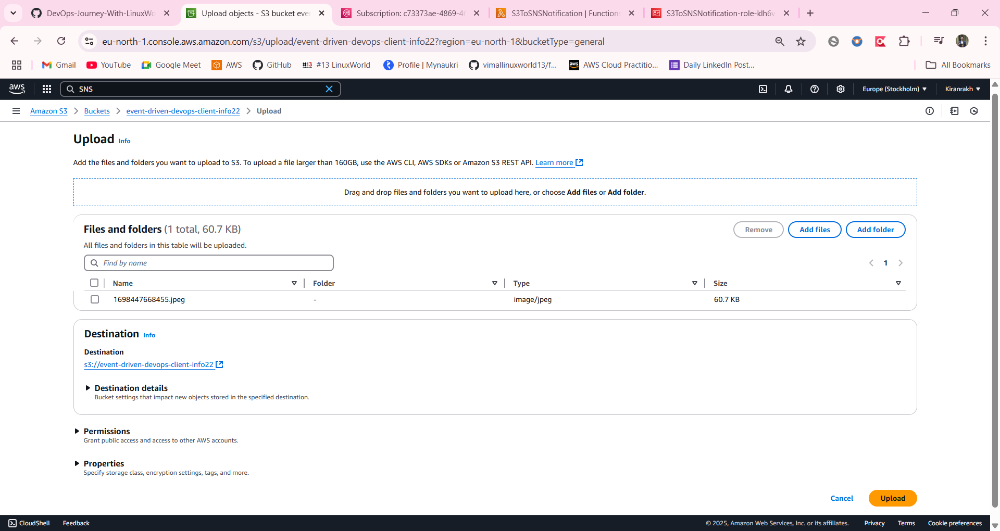 DevOps-Journey-With-LinuxWo
Upload objects - S3 bucket ever
Subscription: c73373ae-4869-4
S3ToSNSNotification | Functions
S3ToSNSNotification-role-klh6v
eu-north-1.console.aws.amazon.com/s3/upload/event-driven-devops-client-info22?region=eu-north-1&bucketType=general
Gmail YouTube Google Meet AWS GitHub #13 #13 LinuxWorld Profile | Mynaukri vimallinuxworld13/f... aws AWS Cloud Practitio... Daily LinkedIn Post... All Bookmarks
aws SNS Europe (Stockholm) Kiranrakh
Amazon S3 Buckets event-driven-devops-client-info22 Upload
Upload Info
Add the files and folders you want to upload to S3. To upload a file larger than 160GB, use the AWS CLI, AWS SDKs or Amazon S3 REST API. Learn more
Drag and drop files and folders you want to upload here, or choose Add files or Add folder.
Files and folders (1 total, 60.7 KB) Remove Add files Add folder
All files and folders in this table will be uploaded.
Find by name 1
Name Folder Type Size
1698447668455.jpeg - image/jpeg 60.7 KB
Destination Info
Destination
s3://event-driven-devops-client-info22
Destination details
Bucket settings that impact new objects stored in the specified destination.
Permissions
Grant public access and access to other AWS accounts.
Properties
Specify storage class, encryption settings, tags, and more.
Cancel Upload
CloudShell Feedback © 2025, Amazon Web Services, Inc. or its affiliates. Privacy Terms Cookie preferences